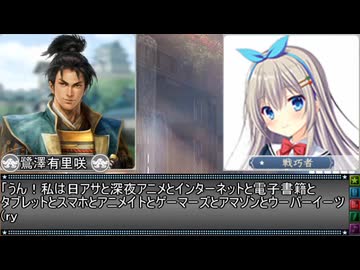 鷺澤有里咲
戦巧者
「うん！私は日アサと深夜アニメとインターネットと電子書籍と
タブレットとスマホとアニメイトとゲーマーズとアマゾンとウーバーイーツ
(ry